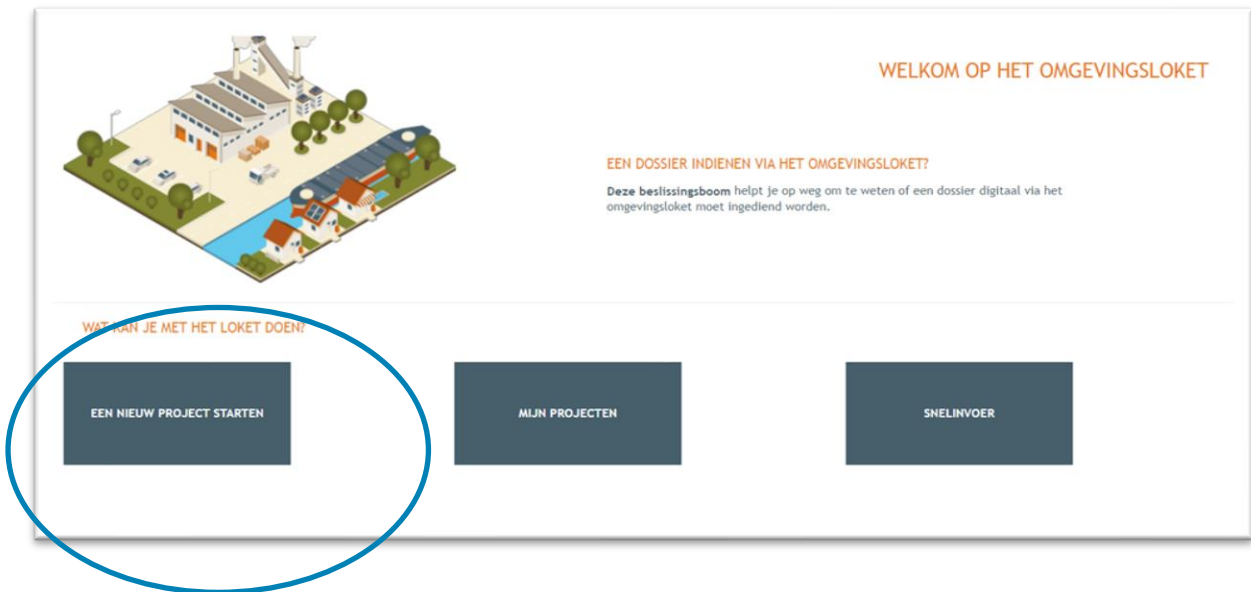 WELKOM OP HET OMGEVINGSLOKET
EEN DOSSIER INDIENEN VIA HET OMGEVINGSLOKET?
Deze beslissingsboom helpt je op weg om te weten of een dossier digitaal via het
omgevingsloket moet ingediend worden.
WAT KAN JE MET HET LOKET DOEN?
EEN NIEUW PROJECT STARTEN
MIJN PROJECTEN
SNELINVOER